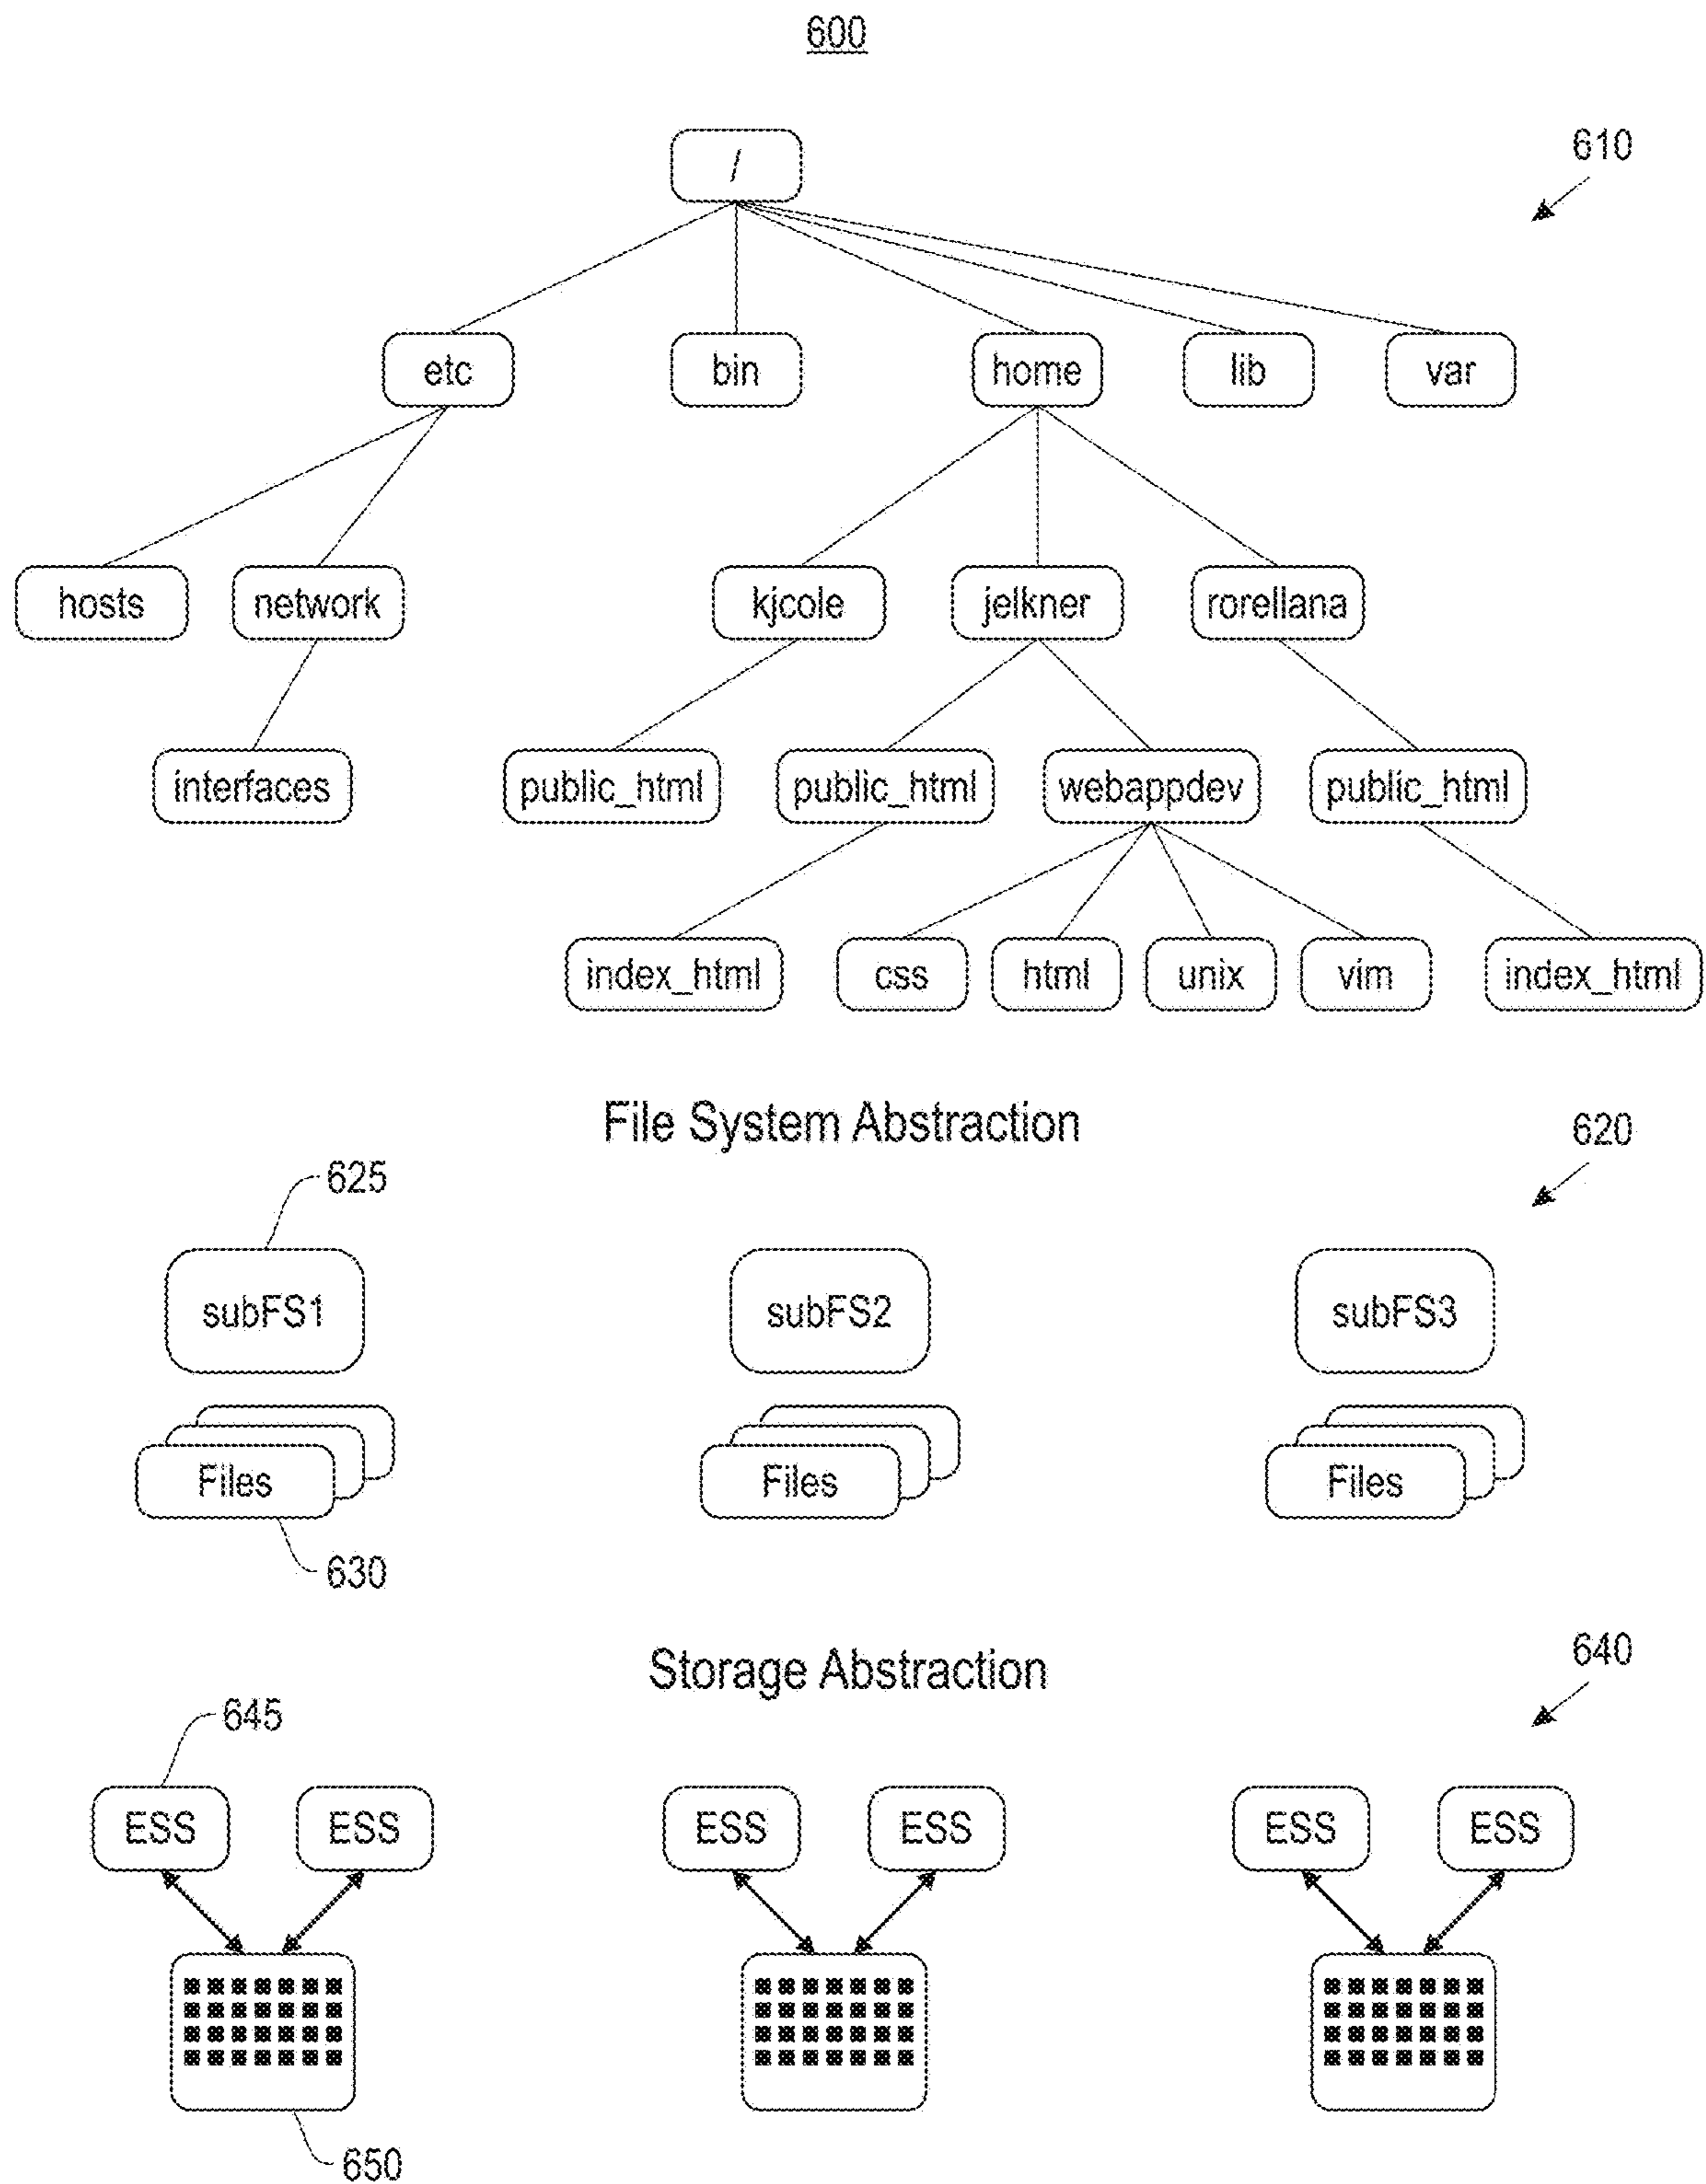 600
610
/
etc bin home lib var
hosts network kjcole jelkner rorellana
interfaces public_html public_html webappdev public_html
index_html css html unix vim index_html
File System Abstraction
620
625
subFS1 subFS2 subFS3
Files Files Files
630
Storage Abstraction
640
645
ESS ESS ESS ESS ESS ESS
650